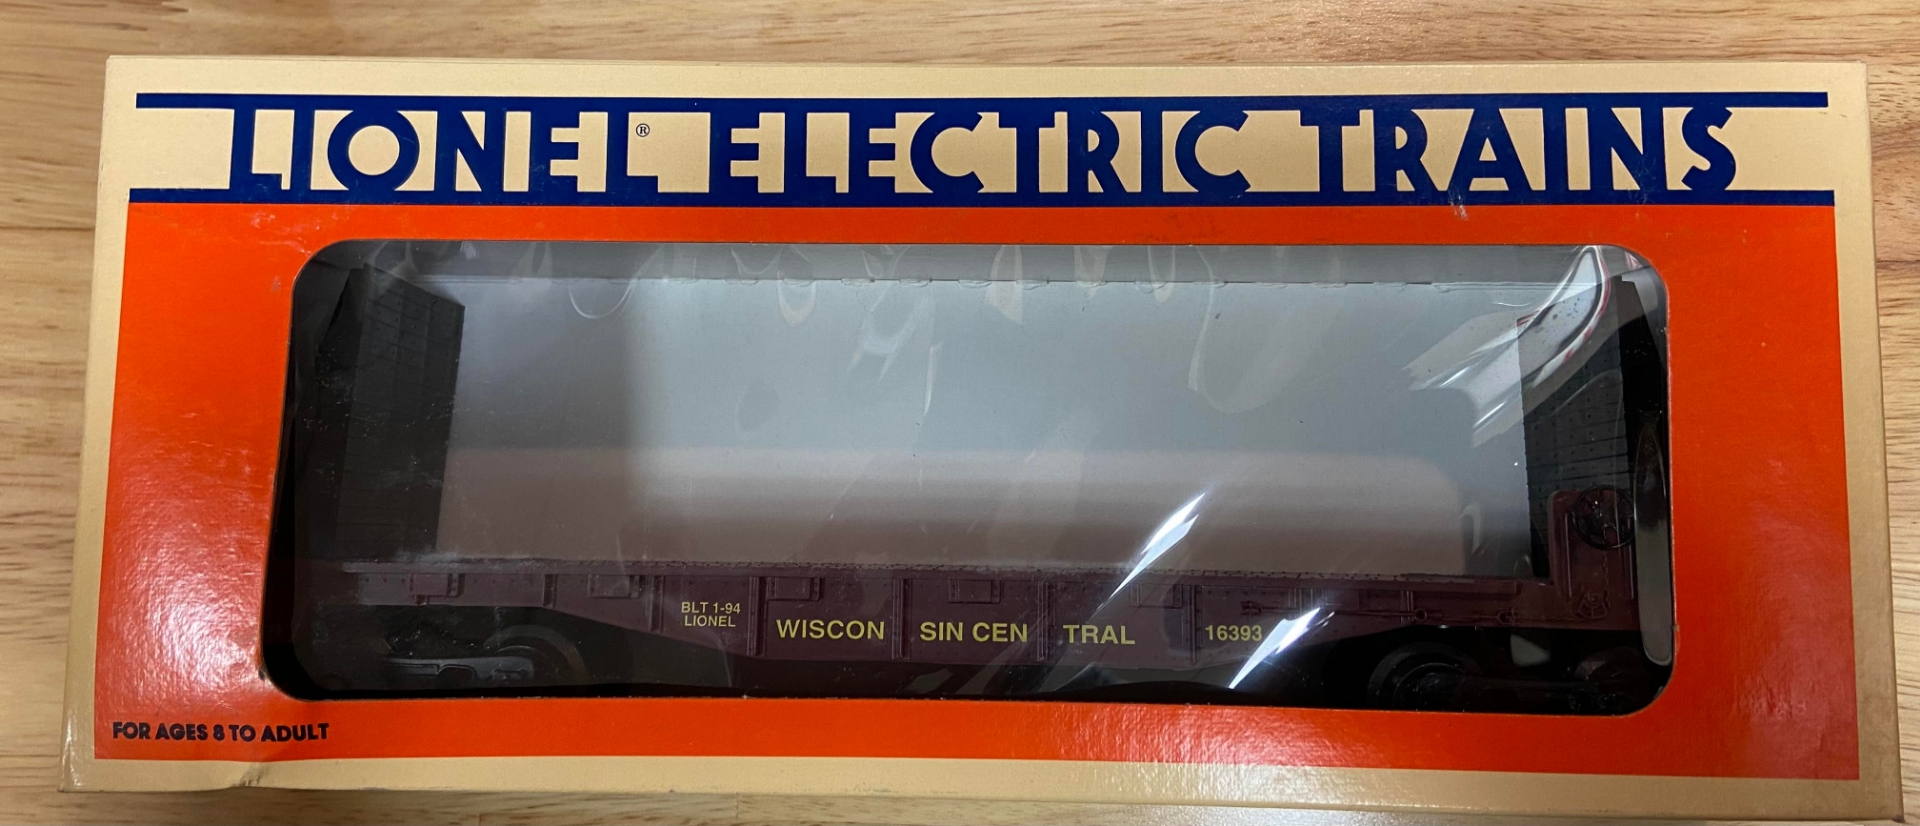 LIONEL® ELECTRIC TRAINS
BLT 1-94
LIONEL
WISCON SIN CEN TRAL 16393
FOR AGES 8 TO ADULT